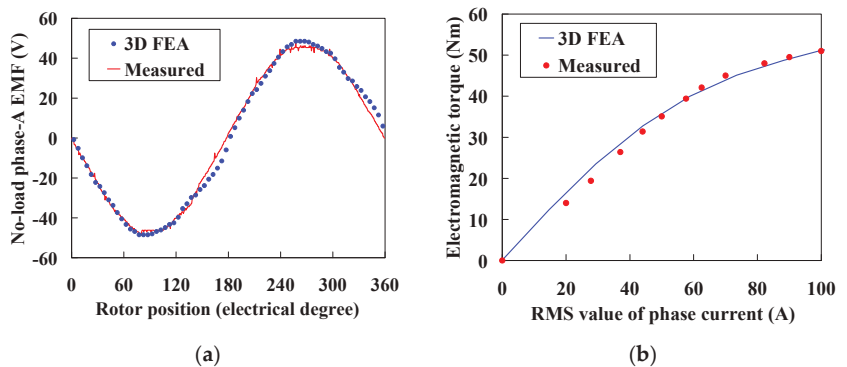 60
40
20
0
-20
-40
-60
No-load phase-A EMF (V)
3D FEA
Measured
0 60 120 180 240 300 360
Rotor position (electrical degree)
(a)
60
50
40
30
20
10
0
Electromagnetic torque (Nm)
3D FEA
Measured
0 20 40 60 80 100
RMS value of phase current (A)
(b)